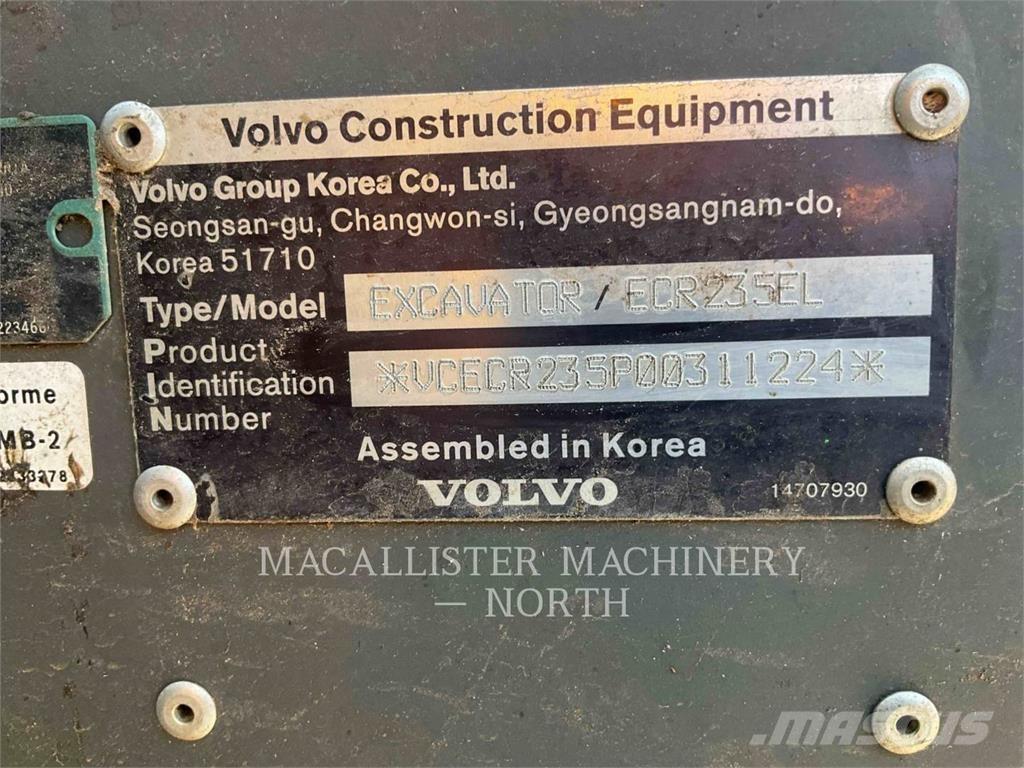 Volvo Construction Equipment
Volvo Group Korea Co., Ltd.
Seongsan-gu, Changwon-si, Gyeongsangnam-do,
Korea 51710
Type/Model EXCAVATOR / ECR235EL
Product
Identification *VCECR235P00311224*
Number
Assembled in Korea
VOLVO 14707930
orme
MB-2
MACALLISTER MACHINERY
— NORTH
MASCUS